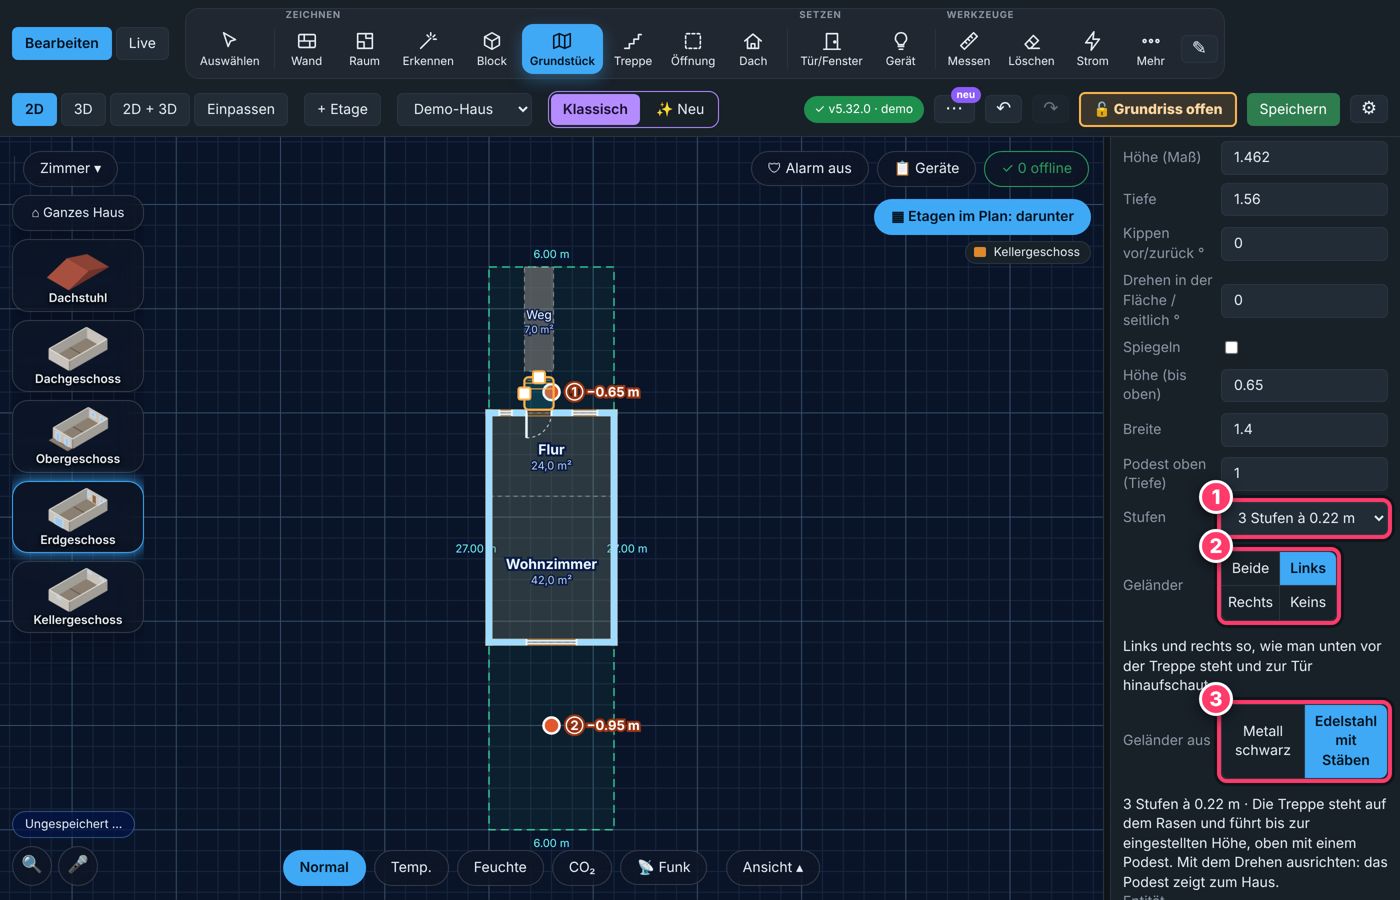 ZEICHNEN
SETZEN
WERKZEUGE
Bearbeiten
Live
Auswählen
Wand
Raum
Erkennen
Block
Grundstück
Treppe
Öffnung
Dach
Tür/Fenster
Gerät
Messen
Löschen
Strom
Mehr
2D
3D
2D + 3D
Einpassen
+ Etage
Demo-Haus
Klassisch
✨ Neu
✓ v5.32.0 · demo
neu
Grundriss offen
Speichern
Zimmer ▾
Alarm aus
Geräte
✓ 0 offline
⌂ Ganzes Haus
Etagen im Plan: darunter
Kellergeschoss
Dachstuhl
Dachgeschoss
Obergeschoss
Erdgeschoss
Kellergeschoss
6.00 m
Weg
7,0 m²
1 −0.65 m
Flur
24,0 m²
27.00 m
Wohnzimmer
42,0 m²
2 −0.95 m
6.00 m
Ungespeichert ...
Normal
Temp.
Feuchte
CO₂
Funk
Ansicht ▴
Höhe (Maß)
1.462
Tiefe
1.56
Kippen
vor/zurück °
0
Drehen in der
Fläche /
seitlich °
0
Spiegeln
Höhe (bis
oben)
0.65
Breite
1.4
Podest oben
(Tiefe)
1
1
Stufen
3 Stufen à 0.22 m
2
Geländer
Beide
Links
Rechts
Keins
Links und rechts so, wie man unten vor
der Treppe steht und zur Tür
hinaufschaut
3
Geländer aus
Metall
schwarz
Edelstahl
mit
Stäben
3 Stufen à 0.22 m · Die Treppe steht auf
dem Rasen und führt bis zur
eingestellten Höhe, oben mit einem
Podest. Mit dem Drehen ausrichten: das
Podest zeigt zum Haus.